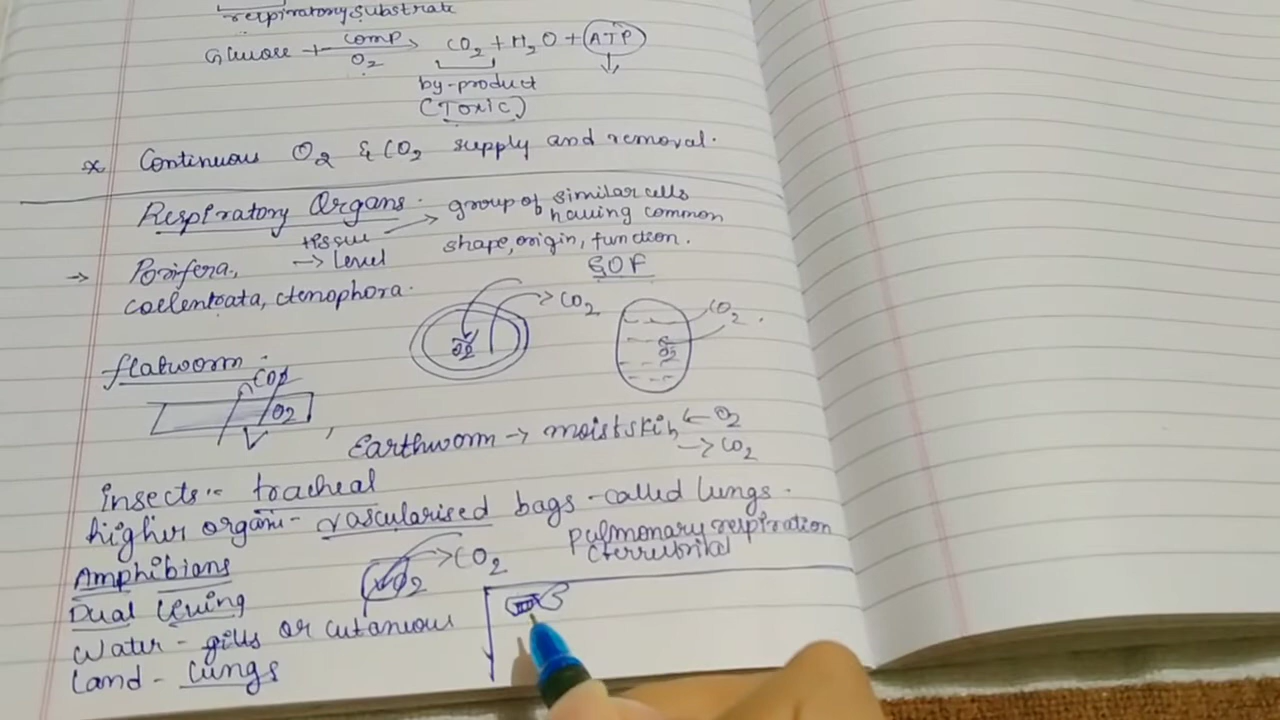 respiratory substrate
Glucose + comp O2 → CO2 + H2O + ATP
by-product
(Toxic)
* Continuous O2 & CO2 supply and removal.
Respiratory Organs.
tissue level → group of similar cells
having common
shape, origin, function.
SOF
→ Porifera,
coelentrata, ctenophora.
O2 → CO2
CO2
O2
flatworm.
CO2
O2
Earthworm → moist skin ← O2
→ CO2
insects:- tracheal
higher organi- vascularised bags - called lungs.
pulmonary respiration
Amphibians
O2 → CO2
Dual living
Water - gills or cutaneous
Land - lungs